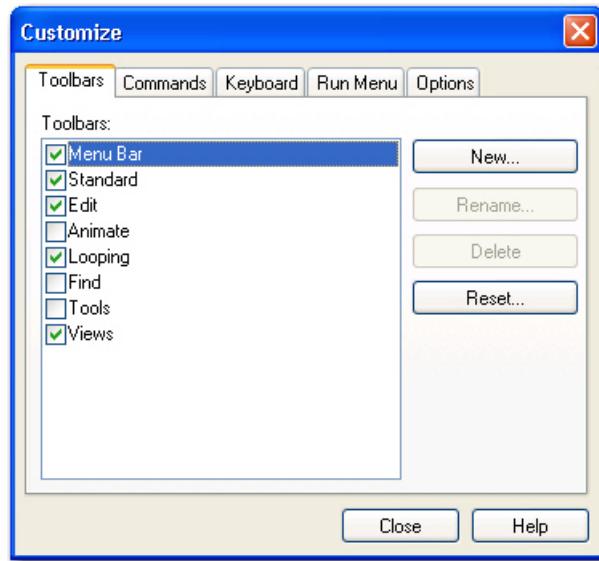 Customize
Toolbars Commands Keyboard Run Menu Options
Toolbars:
Menu Bar
Standard
Edit
Animate
Looping
Find
Tools
Views
New...
Rename...
Delete
Reset...
Close Help